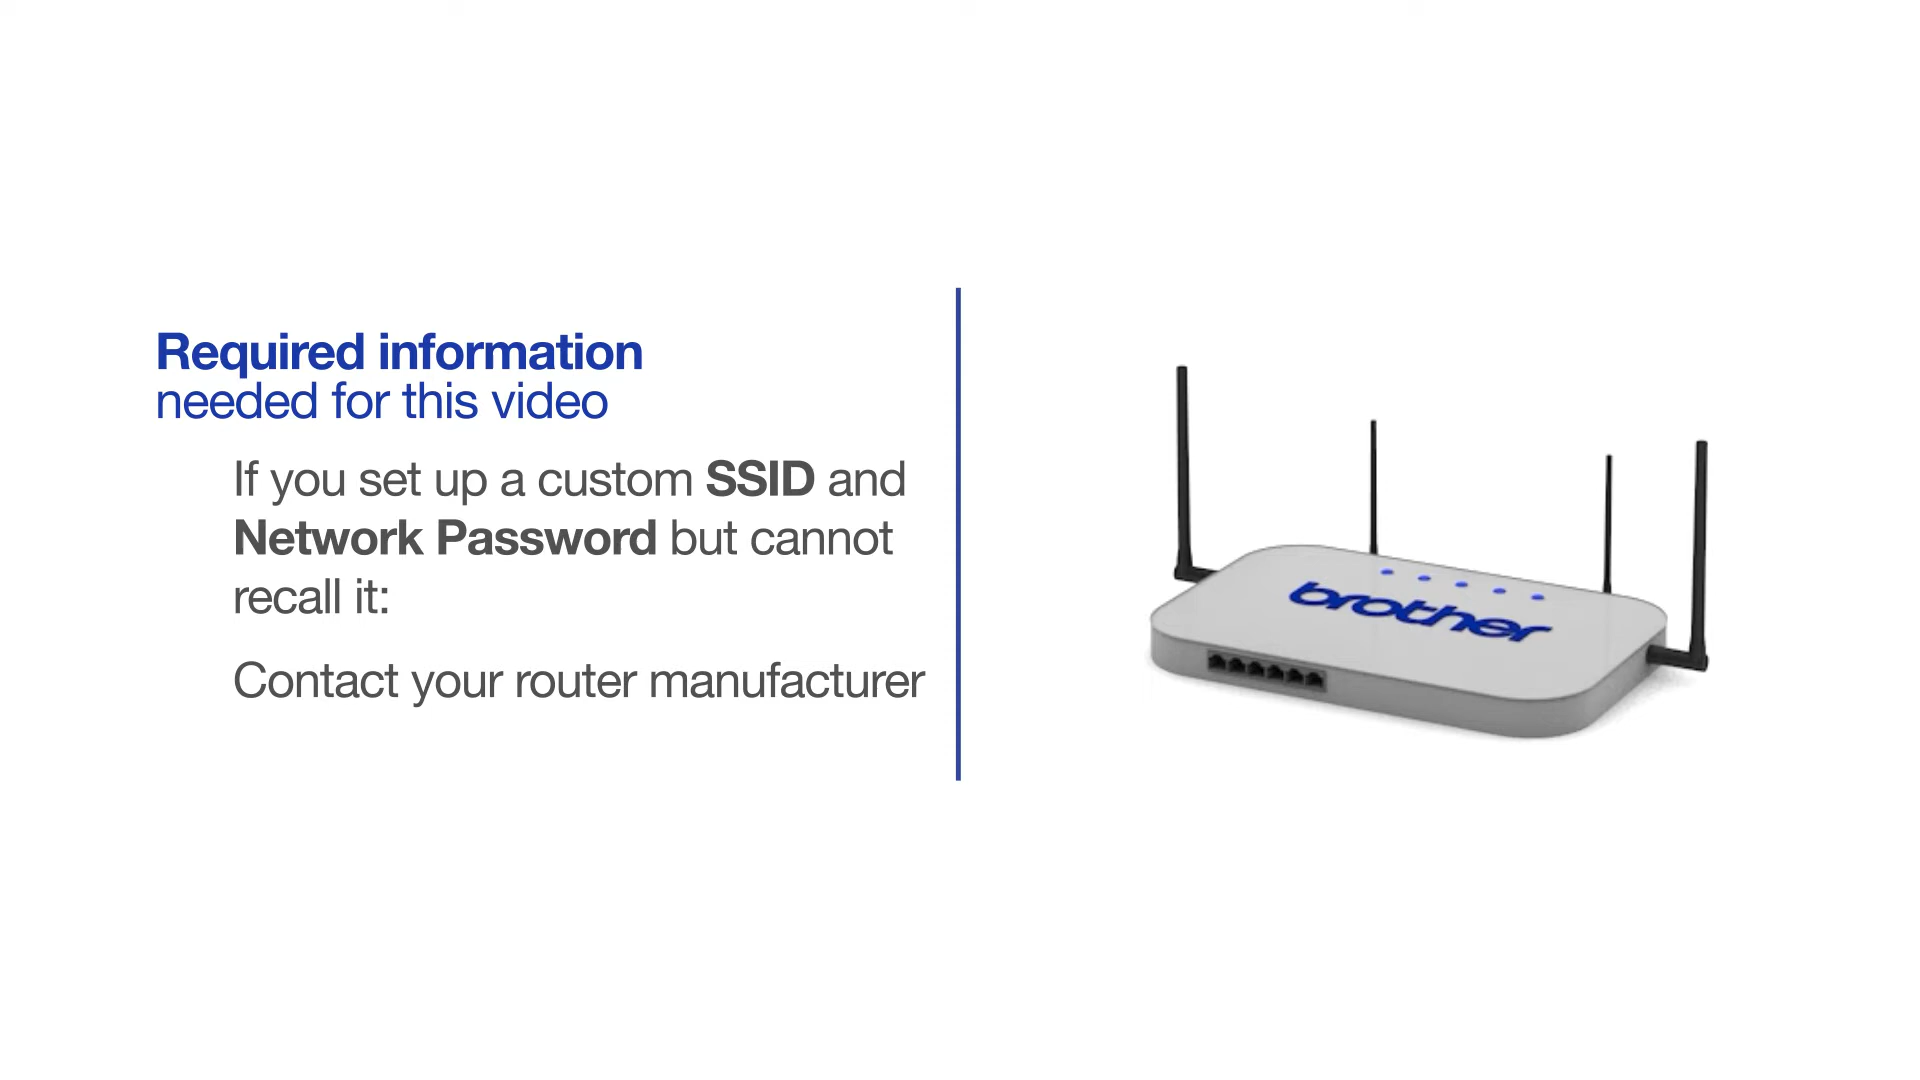 Required information
needed for this video
If you set up a custom SSID and
Network Password but cannot
recall it:
Contact your router manufacturer
brother